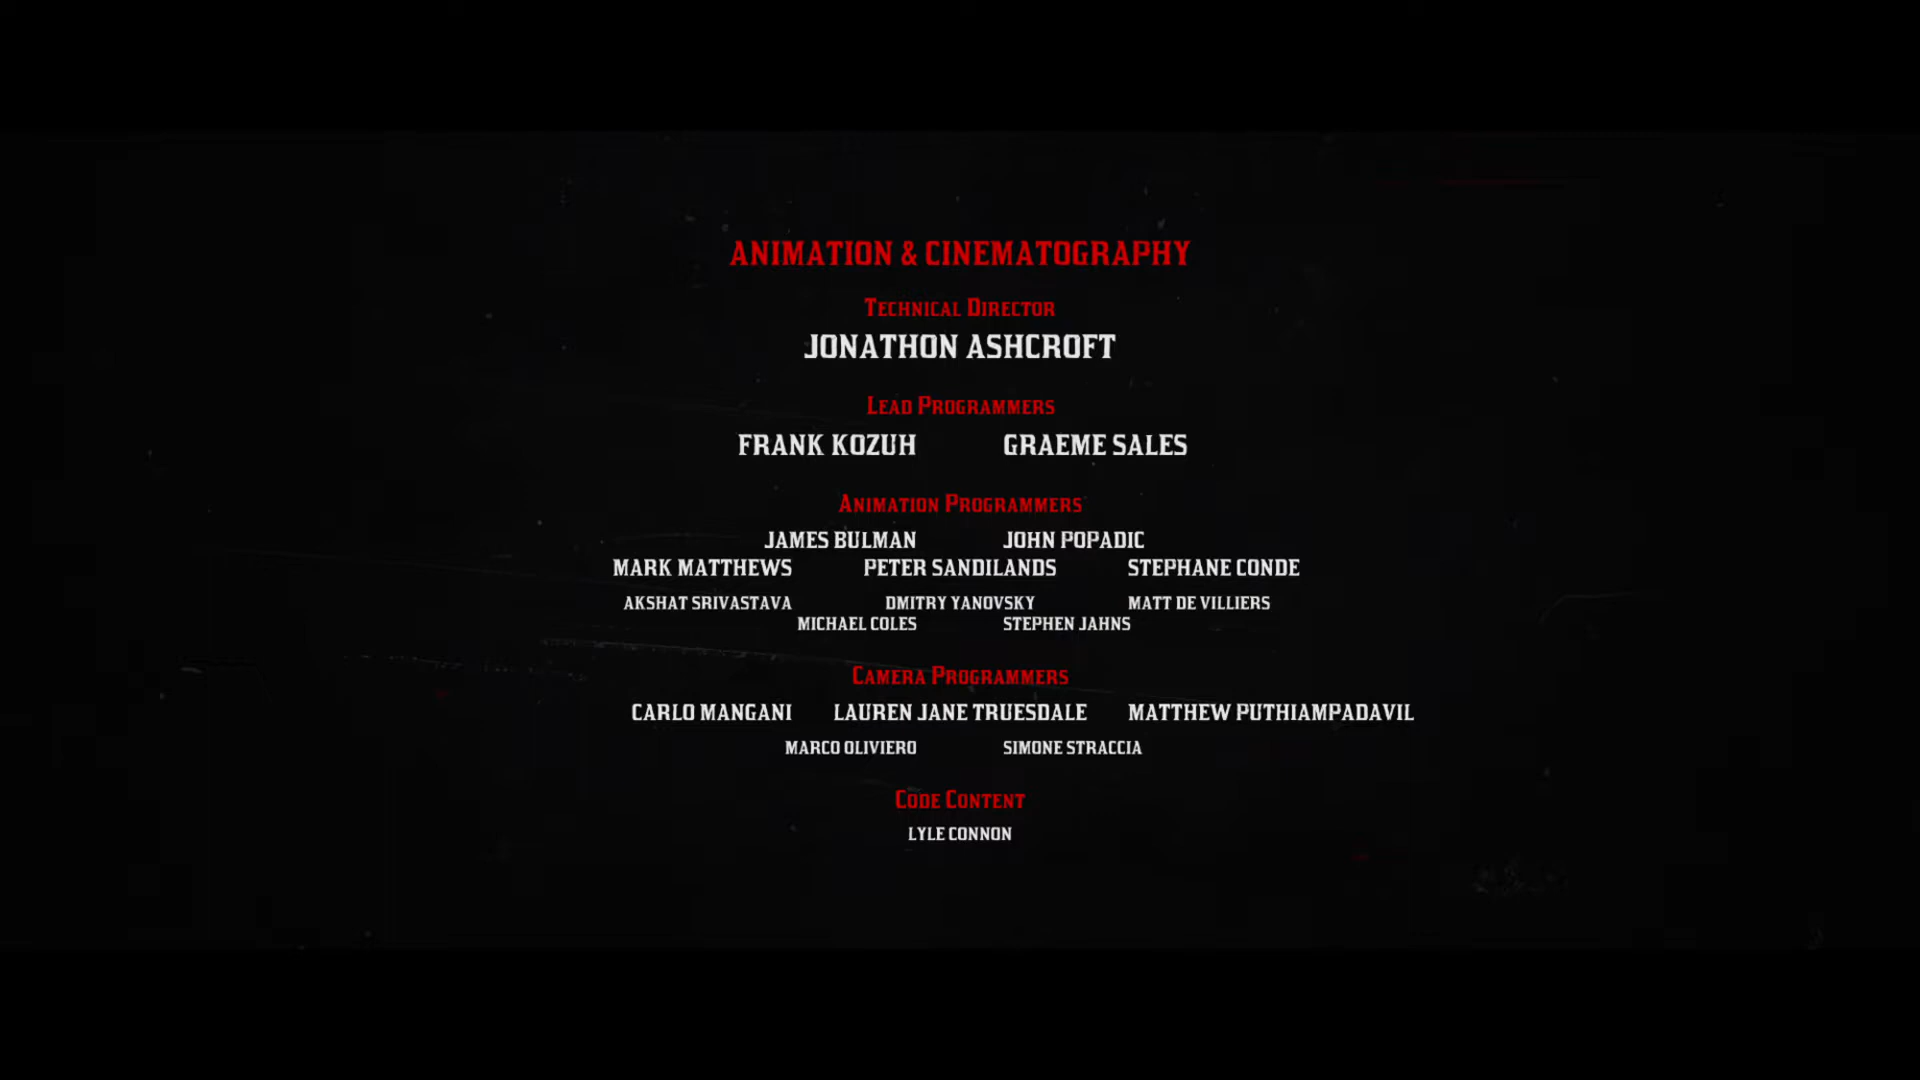 ANIMATION & CINEMATOGRAPHY
TECHNICAL DIRECTOR
JONATHON ASHCROFT
LEAD PROGRAMMERS
FRANK KOZUH GRAEME SALES
ANIMATION PROGRAMMERS
JAMES BULMAN JOHN POPADIC
MARK MATTHEWS PETER SANDILANDS STEPHANE CONDE
AKSHAT SRIVASTAVA DMITRY YANOVSKY MATT DE VILLIERS
MICHAEL COLES STEPHEN JAHNS
CAMERA PROGRAMMERS
CARLO MANGANI LAUREN JANE TRUESDALE MATTHEW PUTHIAMPADAVIL
MARCO OLIVIERO SIMONE STRACCIA
CODE CONTENT
LYLE CONNON